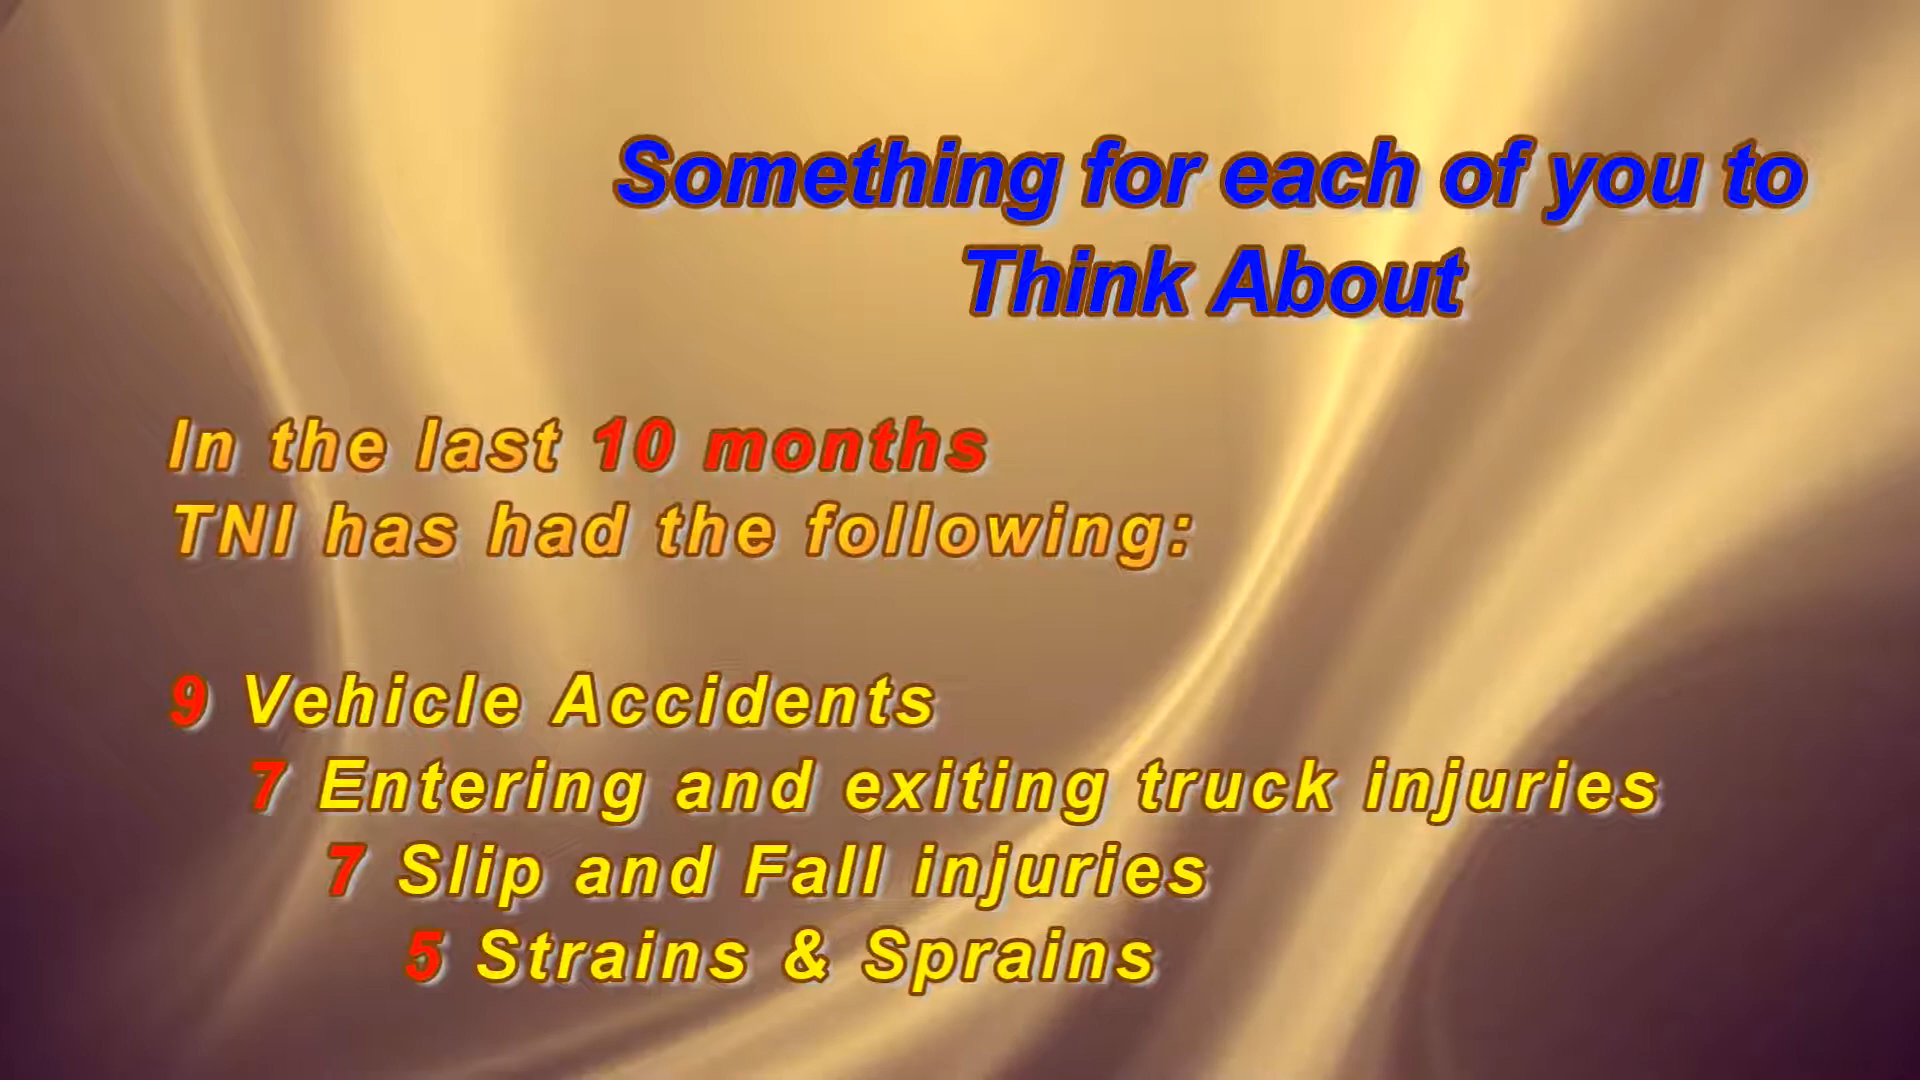 Something for each of you to
Think About
In the last 10 months
TNI has had the following:
9 Vehicle Accidents
7 Entering and exiting truck injuries
7 Slip and Fall injuries
5 Strains & Sprains